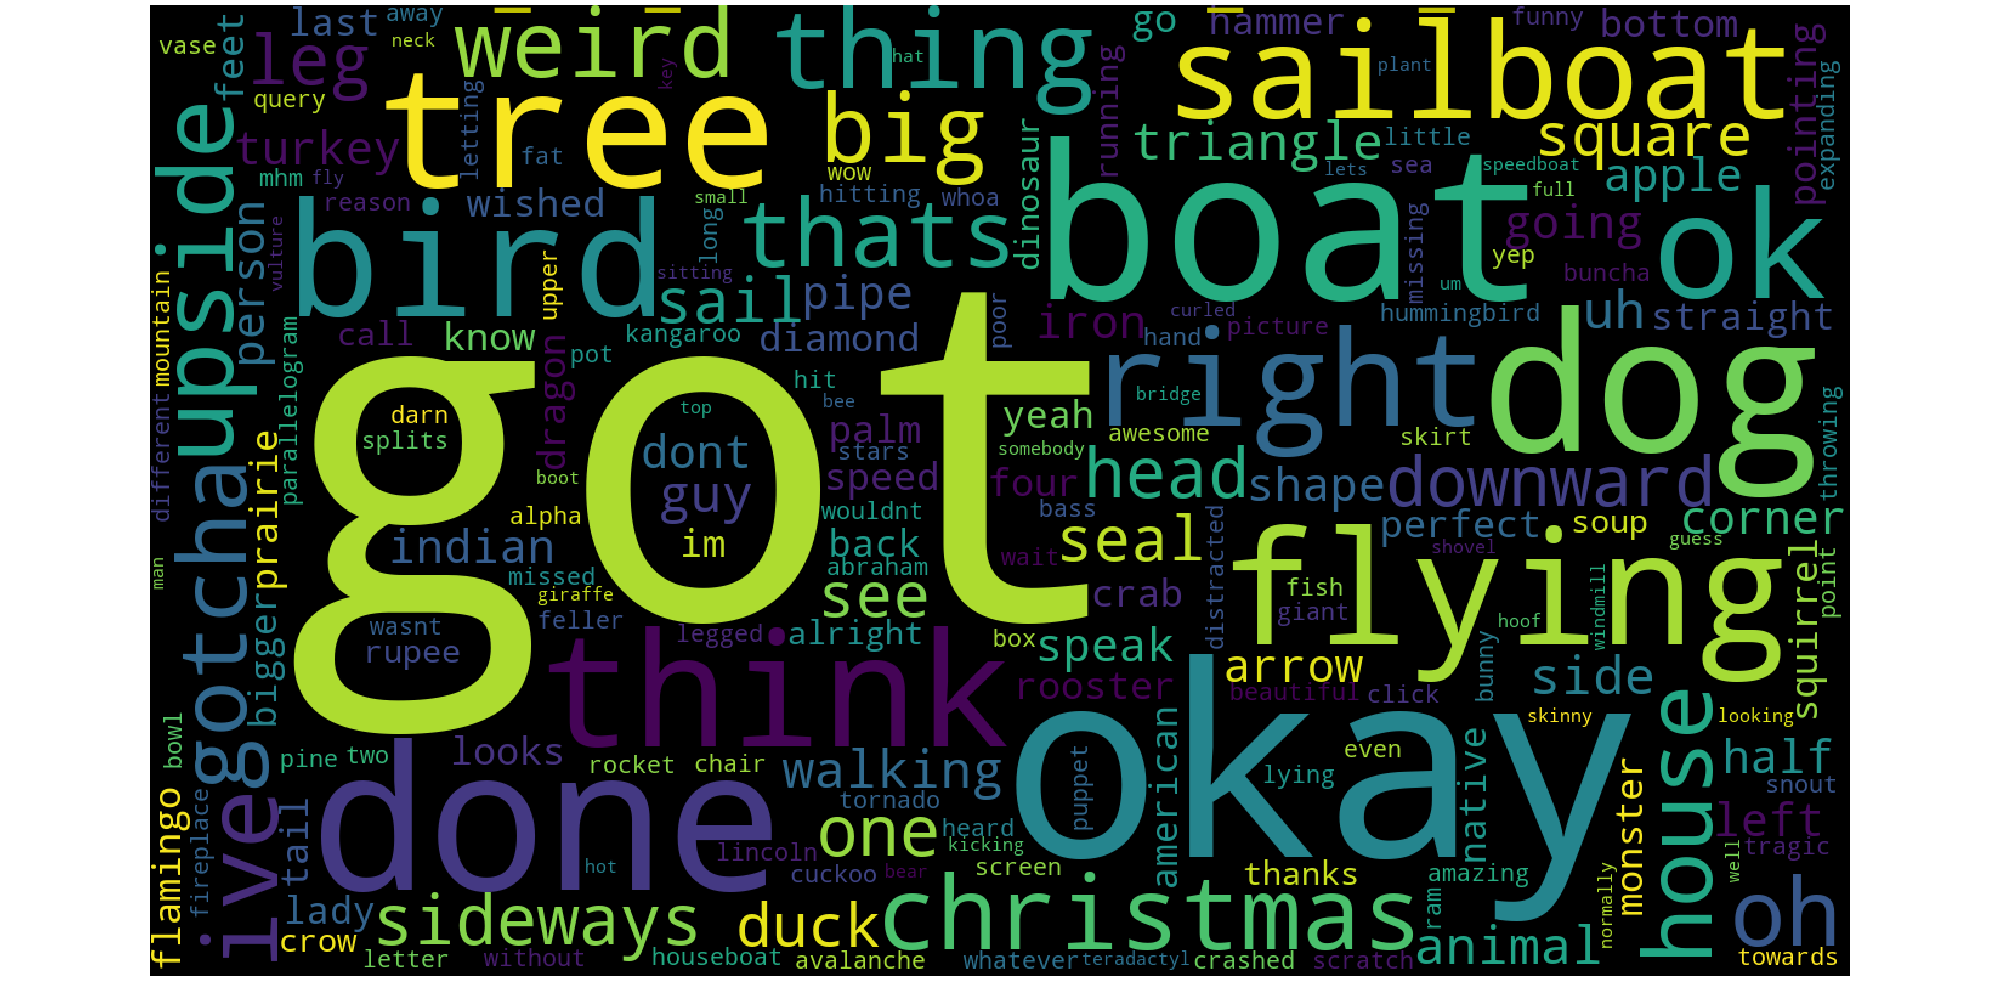 away
last
vase
neck
leg
feet
query
weird
thing
hat
key
go
hammer
funny
bottom
sailboat
plant
pointing
expanding
tree
big
letting
turkey
fat
mhm
fly
wow
running
triangle
little
square
dinosaur
lets
sea
speedboat
full
apple
upside
person
reason
wished
small
hitting
whoa
boat
ok
bird
thats
long
vulture
sitting
missing
going
yep
buncha
um
mountain
upper
sail
pipe
curled
hummingbird
uh
straight
call
know
kangaroo
diamond
poor
iron
hand
picture
parallelogram
pot
dragon
hit
bee
right
bridge
dog
got
darn
splits
top
dont
palm
yeah
awesome
somebody
skirt
throwing
different
gotcha
prairie
boot
guy
stars
speed
four
head
shape
downward
alpha
im
wouldnt
bass
perfect
soup
corner
indian
back
seal
wait
distracted
flying
shovel
guess
man
missed
giraffe
abraham
see
crab
fish
giant
hoof
windmill
squirrel
point
bigger
wasnt
rupee
feller
legged
alright
box
speak
arrow
think
rooster
beautiful
click
bunny
side
okay
skinny
looking
bowl
ive
pine
two
looks
rocket
chair
walking
puppet
american
even
lying
native
house
half
snout
flamingo
fireplace
tail
done
tornado
one
heard
kicking
monster
left
tragic
lincoln
cuckoo
bear
hot
screen
thanks
amazing
well
lady
sideways
duck
christmas
ram
normally
oh
crow
animal
letter
without
houseboat
avalanche
whatever
teradactyl
crashed
scratch
towards